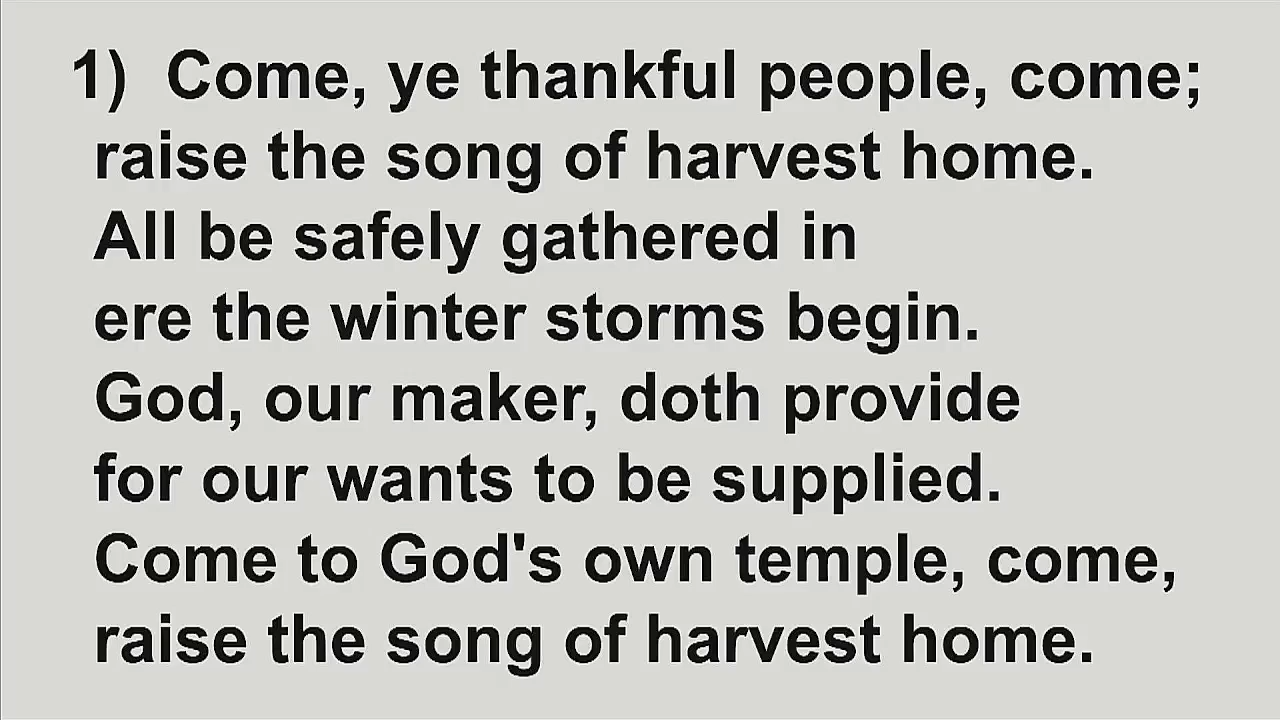 1) Come, ye thankful people, come;
raise the song of harvest home.
All be safely gathered in
ere the winter storms begin.
God, our maker, doth provide
for our wants to be supplied.
Come to God's own temple, come,
raise the song of harvest home.